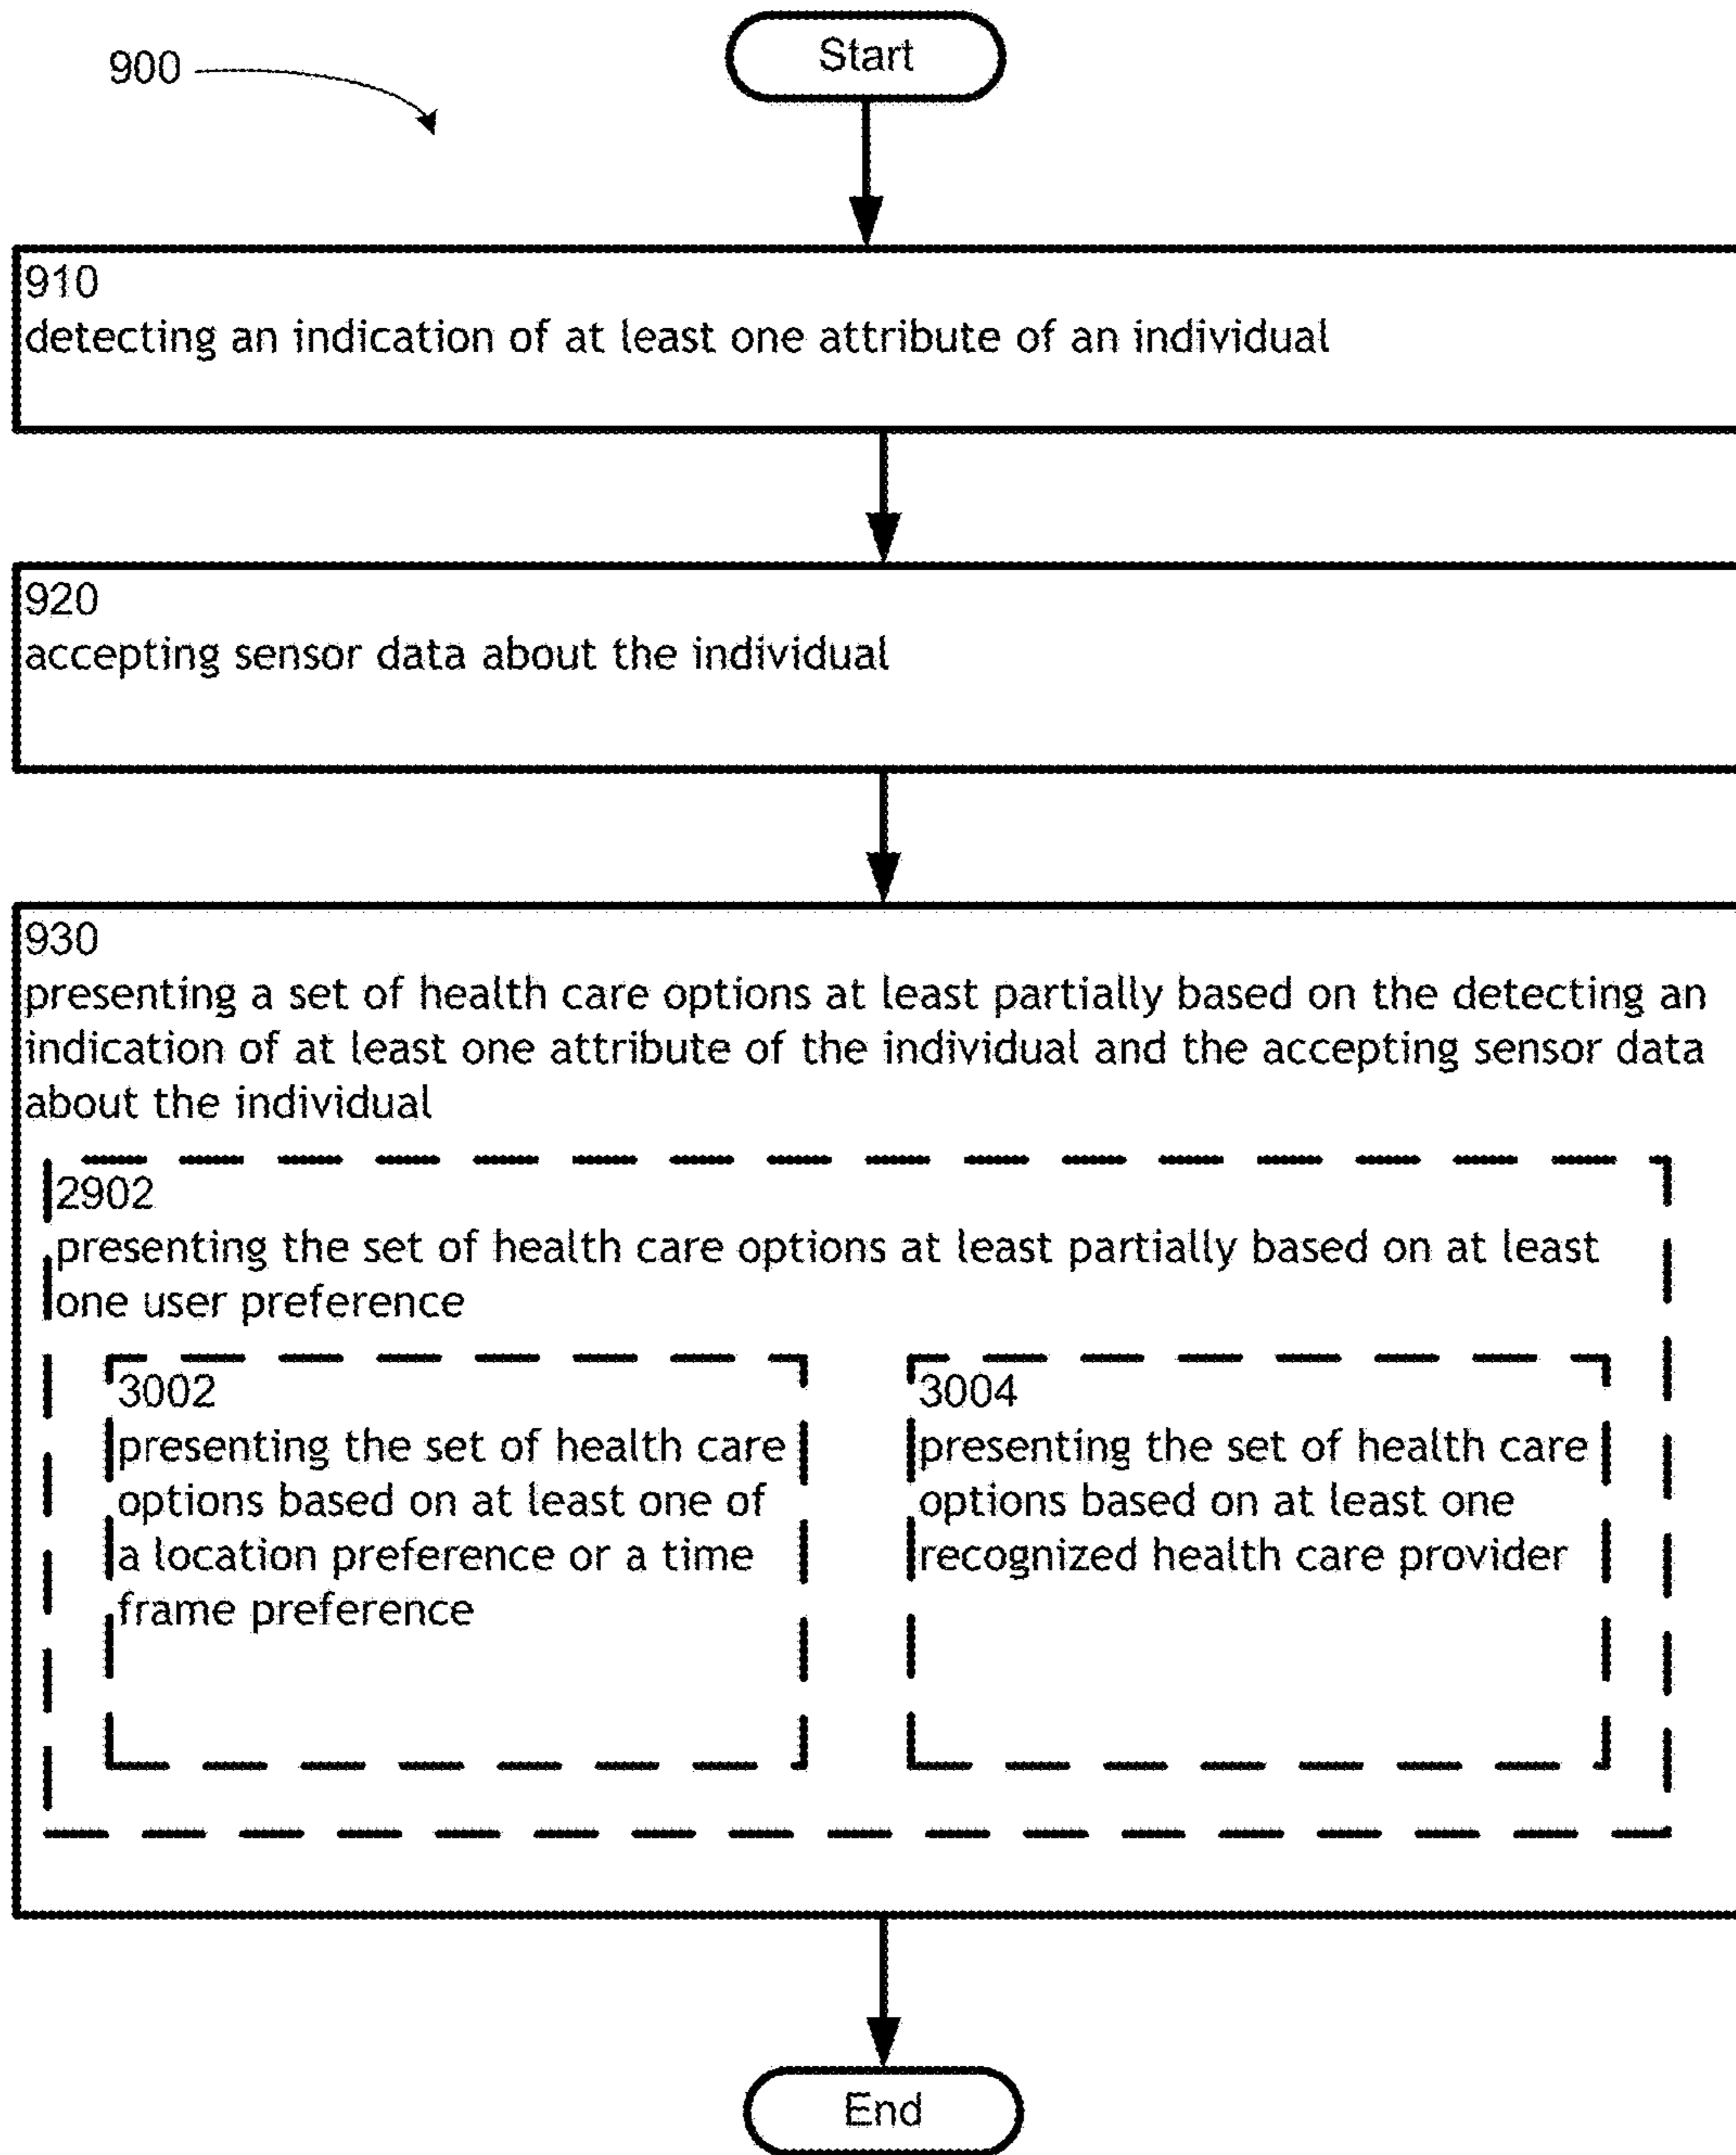 Start
900
910
detecting an indication of at least one attribute of an individual
920
accepting sensor data about the individual
930
presenting a set of health care options at least partially based on the detecting an
indication of at least one attribute of the individual and the accepting sensor data
about the individual
2902
presenting the set of health care options at least partially based on at least
one user preference
3002
presenting the set of health care
options based on at least one of
a location preference or a time
frame preference
3004
presenting the set of health care
options based on at least one
recognized health care provider
End